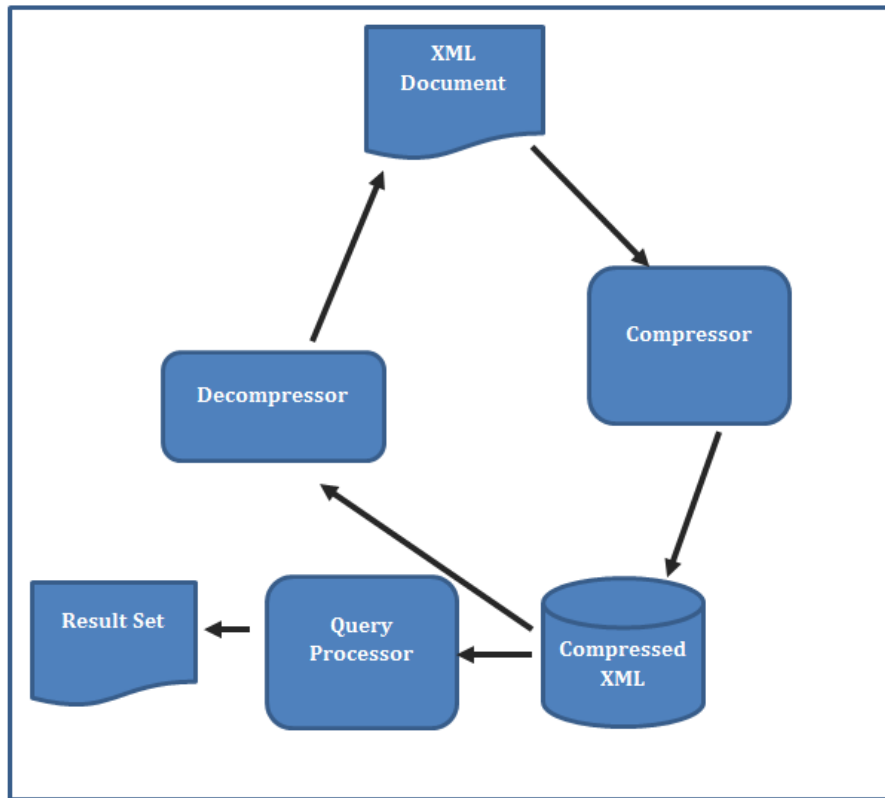 XML
Document
Compressor
Decompressor
Result Set
Query
Processor
Compressed
XML